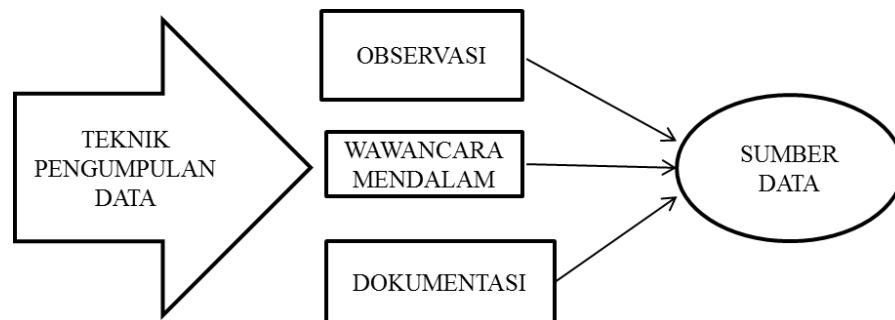 TEKNIK
PENGUMPULAN
DATA
OBSERVASI
WAWANCARA
MENDALAM
DOKUMENTASI
SUMBER
DATA